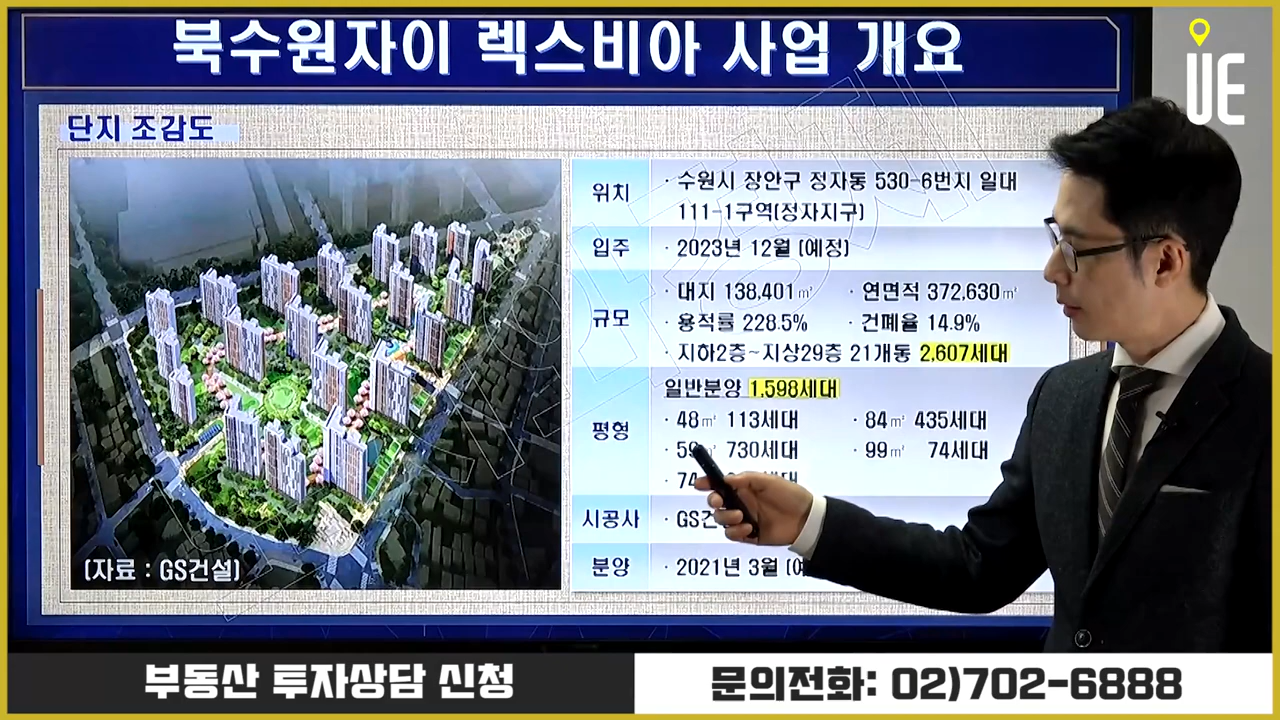 북수원자이 렉스비아 사업 개요
UE
단지 조감도
(자료 : GS건설)
위치
· 수원시 장안구 정자동 530-6번지 일대
111-1구역(정자지구)
입주
· 2023년 12월 (예정)
규모
· 대지 138,401㎡ · 연면적 372,630㎡
· 용적률 228.5% · 건폐율 14.9%
· 지하2층~지상29층 21개동 2,607세대
평형
일반분양 1,598세대
· 48㎡ 113세대 · 84㎡ 435세대
· 59㎡ 730세대 · 99㎡ 74세대
· 74
시공사
· GS건
분양
· 2021년 3월
부동산 투자상담 신청
문의전화: 02)702-6888